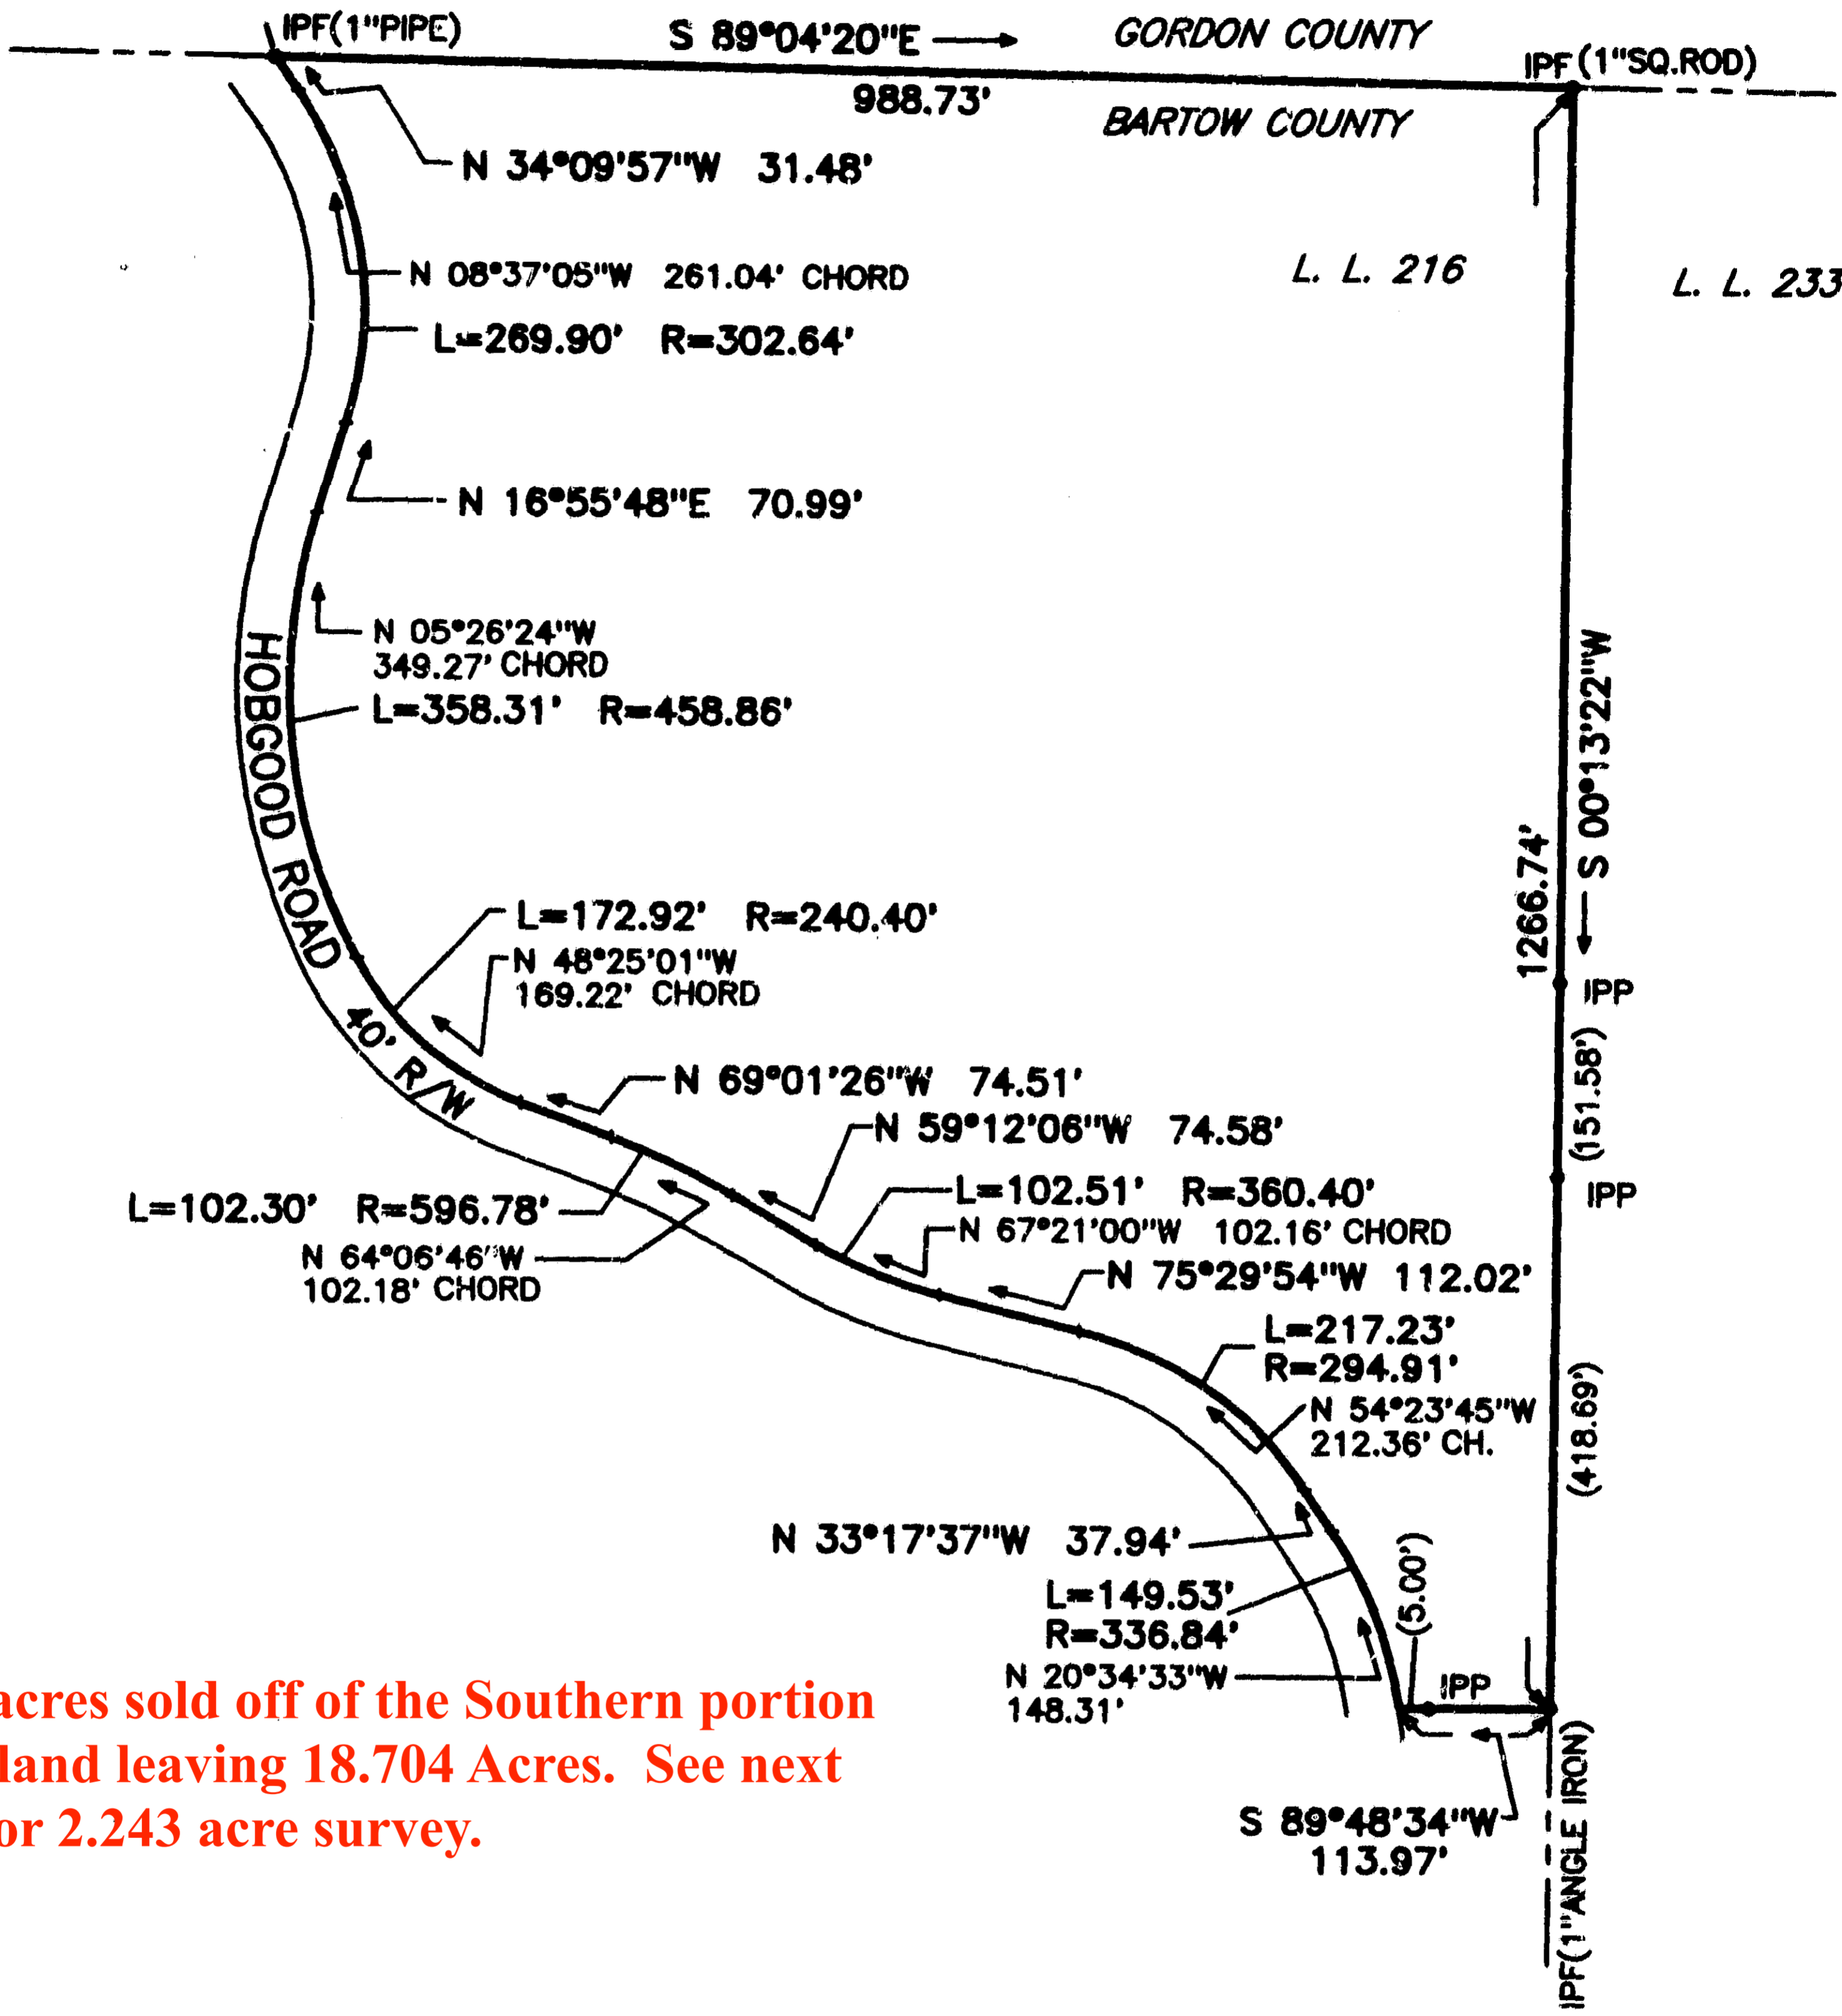 IPF(1"PIPE)
S 89°04'20"E
GORDON COUNTY
IPF(1"SQ.ROD)
988.73'
BARTOW COUNTY
N 34°09'57"W 31.48'
N 08°37'05"W 261.04' CHORD
L. L. 216
L. L. 233
L=269.90' R=302.64'
N 16°55'48"E 70.99'
N 05°26'24"W
349.27' CHORD
L=358.31' R=458.86'
HOBGOOD ROAD 40' R/W
S 00°13'22"W
1266.74'
L=172.92' R=240.40'
N 48°25'01"W
169.22' CHORD
IPP
(151.58')
N 69°01'26"W 74.51'
N 59°12'06"W 74.58'
IPP
L=102.51' R=360.40'
L=102.30' R=596.78'
N 67°21'00"W 102.16' CHORD
N 64°06'46"W
102.18' CHORD
N 75°29'54"W 112.02'
L=217.23'
R=294.91'
N 54°23'45"W
212.36' CH.
(418.69')
N 33°17'37"W 37.94'
(5.00')
L=149.53'
R=336.84'
N 20°34'33"W
148.31'
IPP
acres sold off of the Southern portion
land leaving 18.704 Acres. See next
or 2.243 acre survey.
S 89°48'34"W
113.97'
IPF(1"ANGLE IRON)